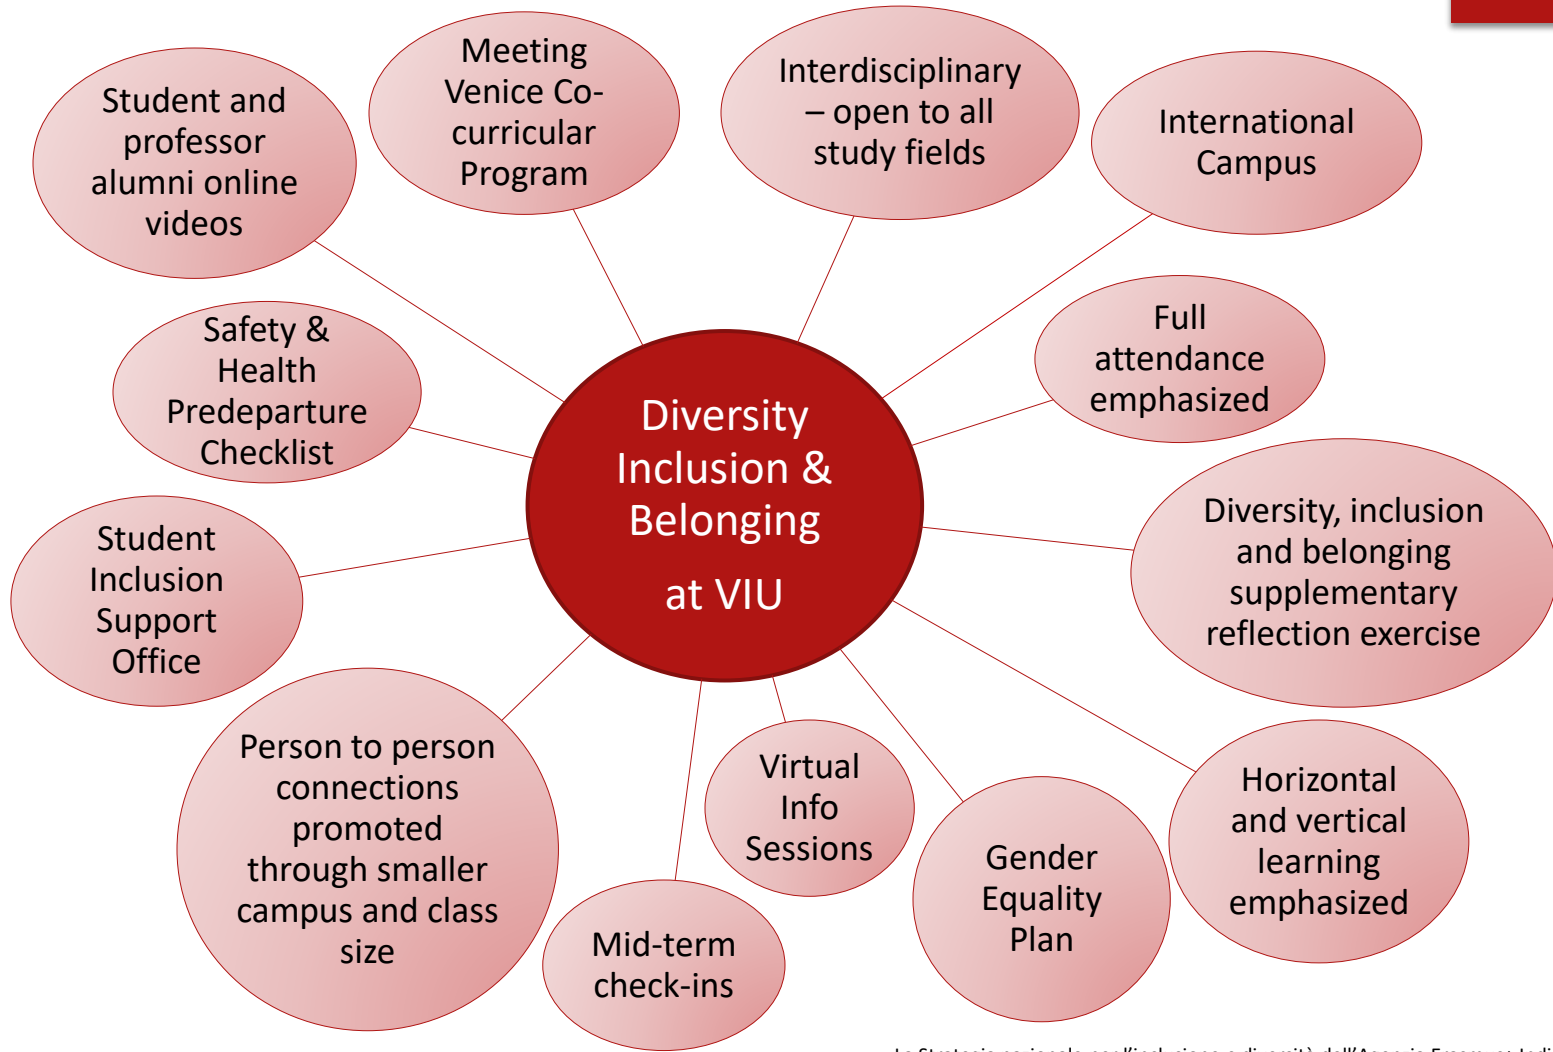 Meeting
Venice Co-
curricular
Program
Interdisciplinary
– open to all
study fields
International
Campus
Student and
professor
alumni online
videos
Full
attendance
emphasized
Safety &
Health
Predeparture
Checklist
Diversity
Inclusion &
Belonging
at VIU
Diversity, inclusion
and belonging
supplementary
reflection exercise
Student
Inclusion
Support
Office
Person to person
connections
promoted
through smaller
campus and class
size
Virtual
Info
Sessions
Horizontal
and vertical
learning
emphasized
Gender
Equality
Plan
Mid-term
check-ins